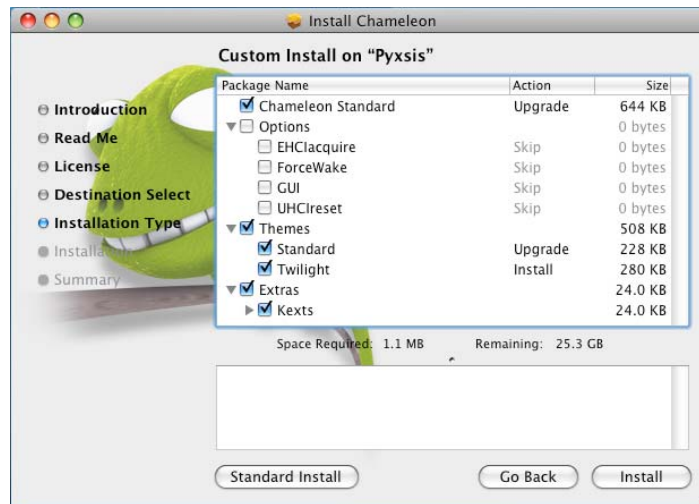 Install Chameleon
Custom Install on “Pyxsis”
Introduction
Read Me
License
Destination Select
Installation Type
Installation
Summary
Package Name Action Size
Chameleon Standard Upgrade 644 KB
Options 0 bytes
EHCIacquire Skip 0 bytes
ForceWake Skip 0 bytes
GUI Skip 0 bytes
UHCIreset Skip 0 bytes
Themes 508 KB
Standard Upgrade 228 KB
Twilight Install 280 KB
Extras 24.0 KB
Kexts 24.0 KB
Space Required: 1.1 MB Remaining: 25.3 GB
Standard Install Go Back Install